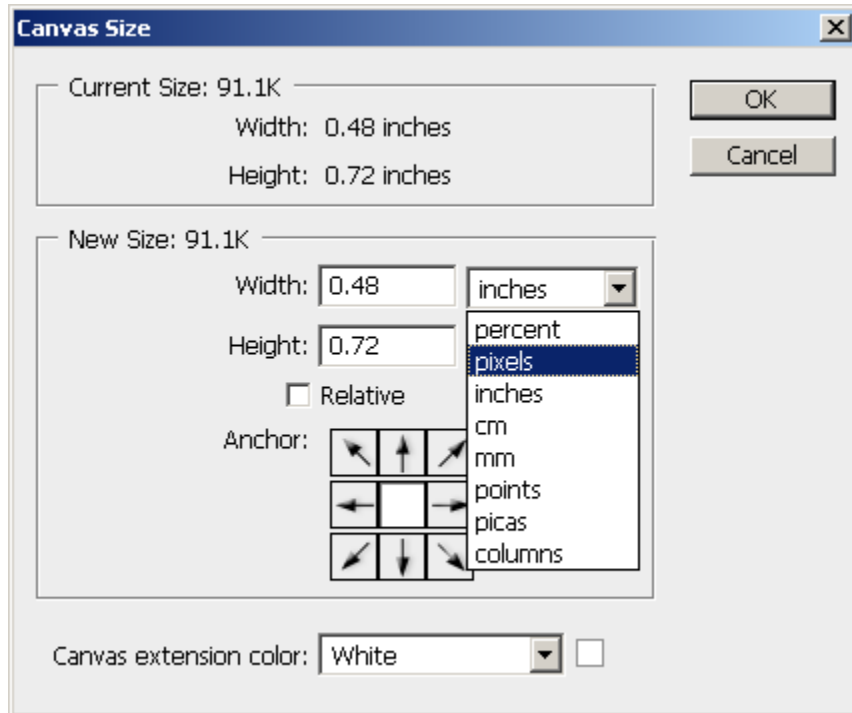 Canvas Size
Current Size: 91.1K
Width: 0.48 inches
Height: 0.72 inches
OK
Cancel
New Size: 91.1K
Width: 0.48 inches
Height: 0.72
percent
pixels
inches
cm
mm
points
picas
columns
Relative
Anchor:
Canvas extension color: White